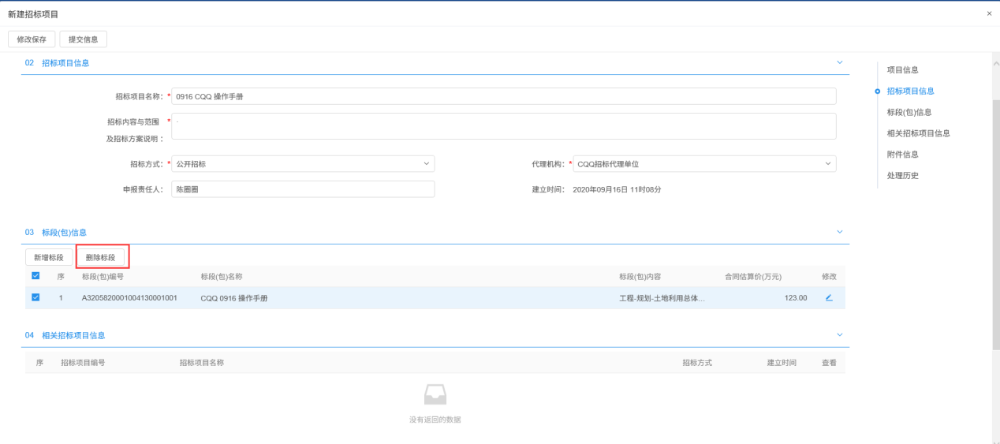 新建招标项目
×
修改保存 提交信息
02 招标项目信息
招标项目名称: * 0916 CQQ 操作手册
招标内容与范围及招标方案说明: * .
招标方式: * 公开招标 代理机构: * CQQ招标代理单位
申报责任人: 陈圈圈 建立时间: 2020年09月16日 11时08分
03 标段(包)信息
新增标段 删除标段
序 标段(包)编号 标段(包)名称 标段(包)内容 合同估算价(万元) 修改
1 A3205820001004130001001 CQQ 0916 操作手册 工程-规划-土地利用总体... 123.00
04 相关招标项目信息
序 招标项目编号 招标项目名称 招标方式 建立时间 查看
没有返回的数据
项目信息
招标项目信息
标段(包)信息
相关招标项目信息
附件信息
处理历史